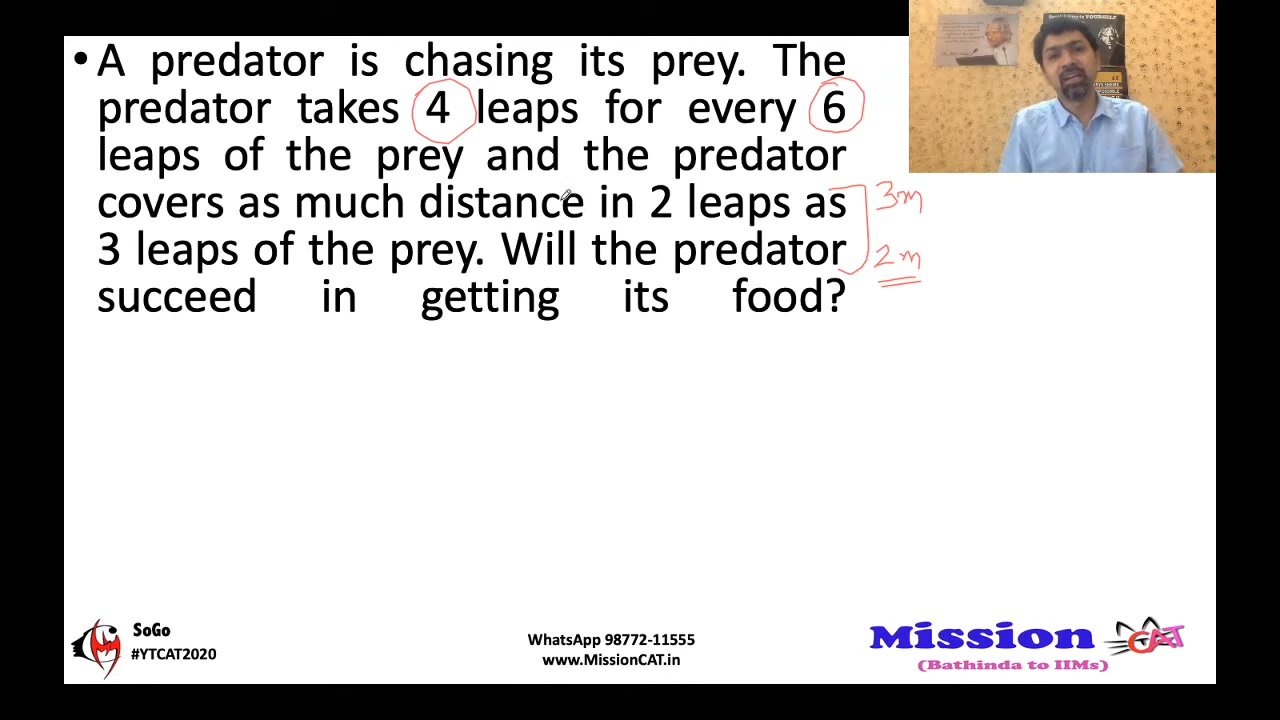 • A predator is chasing its prey. The
predator takes 4 leaps for every 6
leaps of the prey and the predator
covers as much distance in 2 leaps as
3 leaps of the prey. Will the predator
succeed in getting its food?
3m
2m
SoGo
#YTCAT2020
WhatsApp 98772-11555
www.MissionCAT.in
Mission CAT
(Bathinda to IIMs)